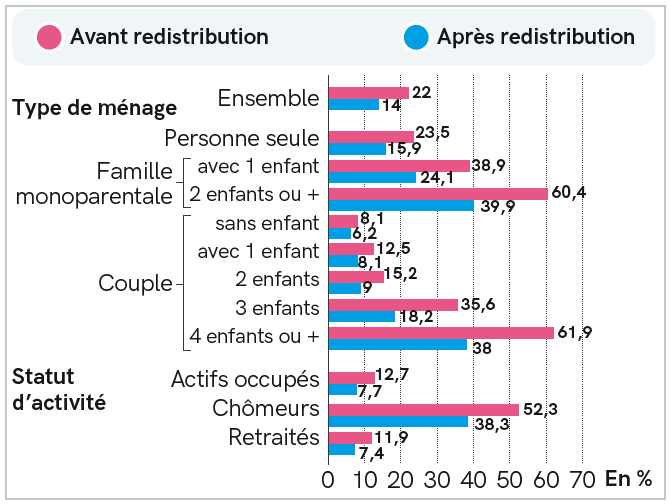 Avant redistribution
Après redistribution
Type de ménage
Ensemble 22 14
Personne seule 23,5 15,9
Famille monoparentale
avec 1 enfant 38,9 24,1
2 enfants ou + 60,4 39,9
Couple
sans enfant 8,1 6,2
avec 1 enfant 12,5 8,1
2 enfants 15,2 9
3 enfants 35,6 18,2
4 enfants ou + 61,9 38
Statut
d'activité
Actifs occupés 12,7 7,7
Chômeurs 52,3 38,3
Retraités 11,9 7,4
0 10 20 30 40 50 60 70 En %